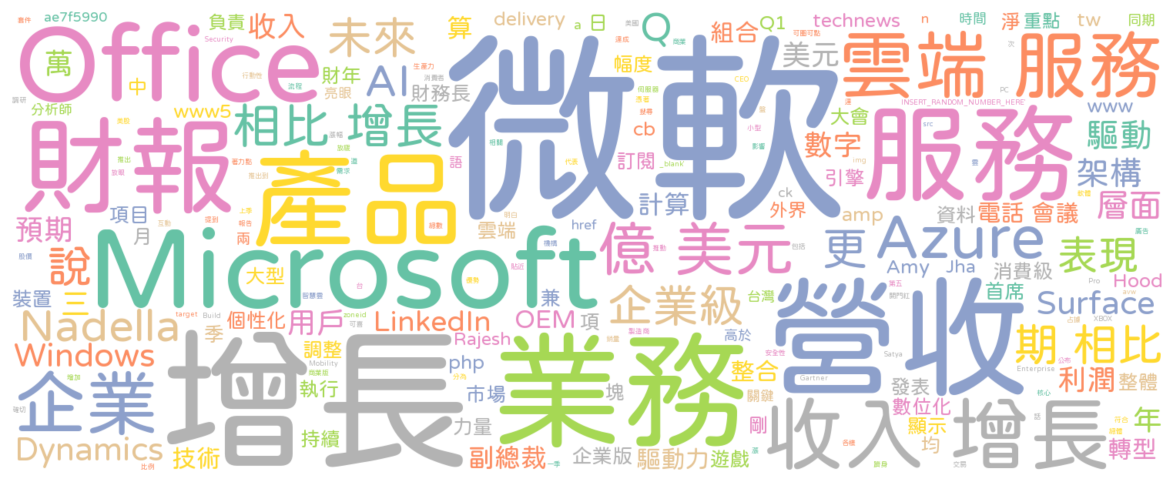 ae7f5990 負責 收入 未來 算 delivery a 日 Q 組合 Q1 technews n 時間 淨 重點 tw 同期
Office 萬 中 財年 AI 美元 雲端 服務
亮眼 財務長 幅度
分析師 www5 相比 增長 微軟 cb 大會 INSERT_RANDOM_NUMBER_HERE' www 驅動
財報 產品 語 訂閱 數字 服務
引擎 架構
預期 項目 月 兩 雲端 href 計算 ck 外界 amp 資料 電話 會議 層面
說 Microsoft 億 美元 更 Azure 表現
大型 Amy Jha 消費級 Hood
裝置 三 兼 企業級 台灣 首席 Surface
target Build 個性化 用戶 LinkedIn OEM 項
Nadella 季 高於 營收
Windows 調整 Rajesh 期 相比
Mobility php 整合 Satya Enterprise
企業 增長 執行 業務 市場 塊 關鍵 Gartner 發表 利潤 整體
數位化
持續 力量 剛 收入 增長 顯示 年
Dynamics 技術 副總裁 企業版 驅動力 遊戲 均 轉型